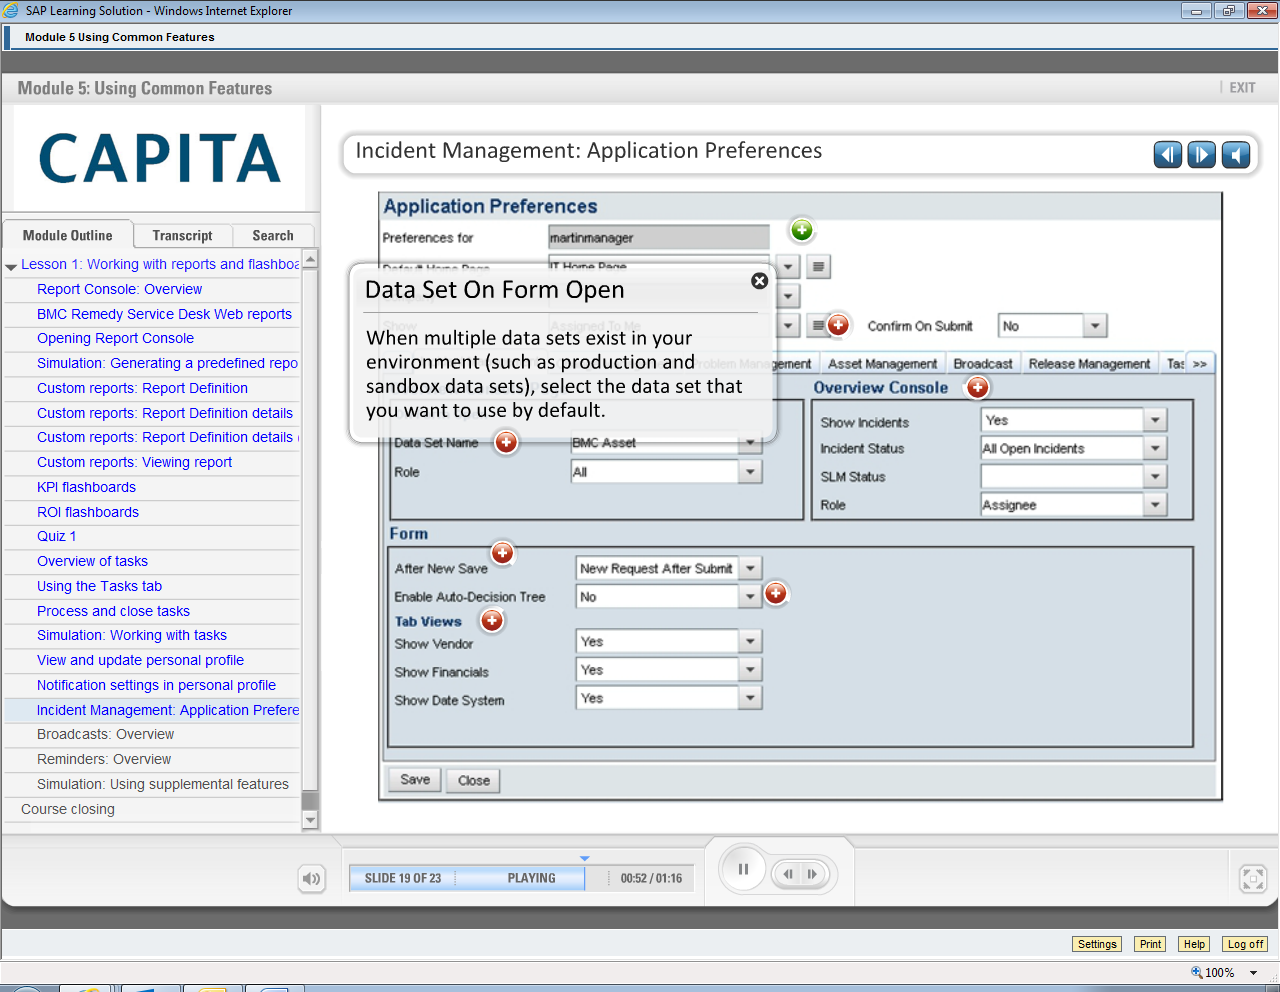 SAP Learning Solution - Windows Internet Explorer
Module 5 Using Common Features
Module 5: Using Common Features
EXIT
CAPITA
Module Outline
Transcript
Search
Lesson 1: Working with reports and flashboa
Report Console: Overview
BMC Remedy Service Desk Web reports
Opening Report Console
Simulation: Generating a predefined repo
Custom reports: Report Definition
Custom reports: Report Definition details
Custom reports: Report Definition details (
Custom reports: Viewing report
KPI flashboards
ROI flashboards
Quiz 1
Overview of tasks
Using the Tasks tab
Process and close tasks
Simulation: Working with tasks
View and update personal profile
Notification settings in personal profile
Incident Management: Application Prefere
Broadcasts: Overview
Reminders: Overview
Simulation: Using supplemental features
Course closing
Incident Management: Application Preferences
Application Preferences
Preferences for
martinmanager
Default Home Page
IT Home Page
Data Set On Form Open
When multiple data sets exist in your
environment (such as production and
sandbox data sets), select the data set that
you want to use by default.
Show
Assigned To Me
Confirm On Submit
No
Problem Management
Asset Management
Broadcast
Release Management
Tas
>>
Data Set Name
BMC Asset
Role
All
Overview Console
Show Incidents
Yes
Incident Status
All Open Incidents
SLM Status
Role
Assignee
Form
After New Save
New Request After Submit
Enable Auto-Decision Tree
No
Tab Views
Show Vendor
Yes
Show Financials
Yes
Show Date System
Yes
Save
Close
SLIDE 19 OF 23
PLAYING
00:52 / 01:16
Settings
Print
Help
Log off
100%